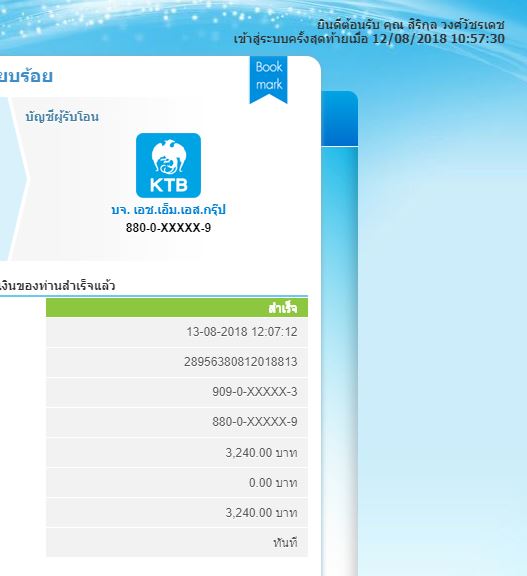 ยินดีต้อนรับ คุณ สิริกุล วงศ์วัชรเดช
เข้าสู่ระบบครั้งสุดท้ายเมื่อ 12/08/2018 10:57:30
ยบร้อย
Book
mark
บัญชีผู้รับโอน
KTB
บจ. เอช.เอ็ม.เอส.กรุ๊ป
880-0-XXXXX-9
เงินของท่านสำเร็จแล้ว
สำเร็จ
13-08-2018 12:07:12
28956380812018813
909-0-XXXXX-3
880-0-XXXXX-9
3,240.00 บาท
0.00 บาท
3,240.00 บาท
ทันที